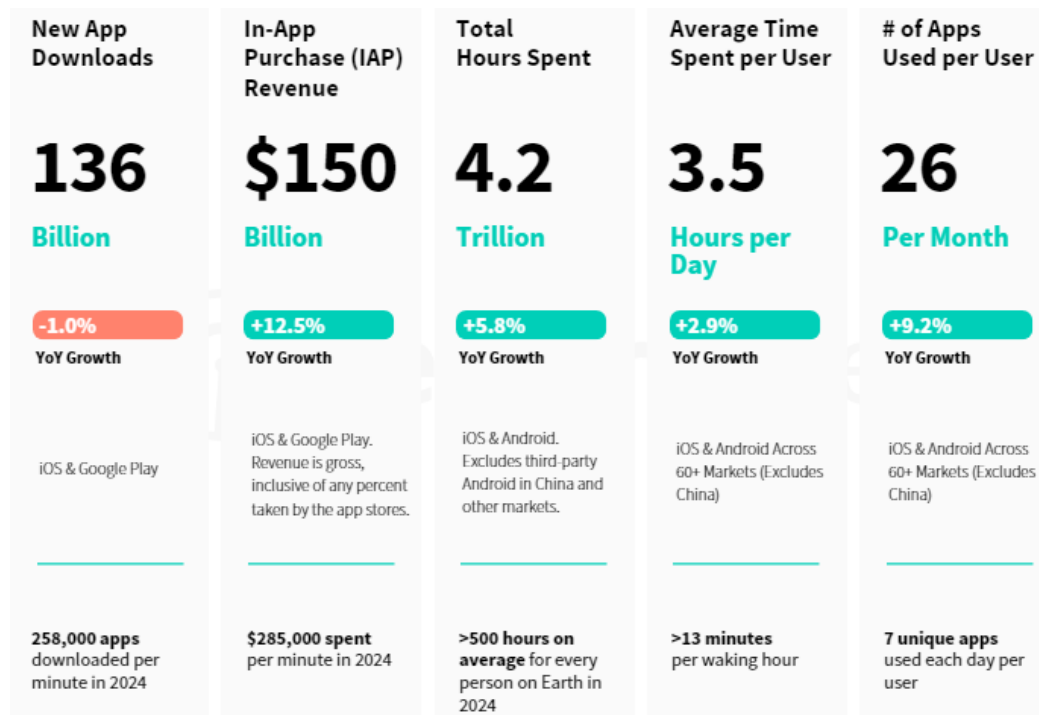 New App
Downloads
136
Billion
-1.0%
YoY Growth
iOS & Google Play
258,000 apps
downloaded per
minute in 2024
In-App
Purchase (IAP)
Revenue
$150
Billion
+12.5%
YoY Growth
iOS & Google Play.
Revenue is gross,
inclusive of any percent
taken by the app stores.
$285,000 spent
per minute in 2024
Total
Hours Spent
4.2
Trillion
+5.8%
YoY Growth
iOS & Android.
Excludes third-party
Android in China and
other markets.
>500 hours on
average for every
person on Earth in
2024
Average Time
Spent per User
3.5
Hours per
Day
+2.9%
YoY Growth
iOS & Android Across
60+ Markets (Excludes
China)
>13 minutes
per waking hour
# of Apps
Used per User
26
Per Month
+9.2%
YoY Growth
iOS & Android Across
60+ Markets (Excludes
China)
7 unique apps
used each day per
user